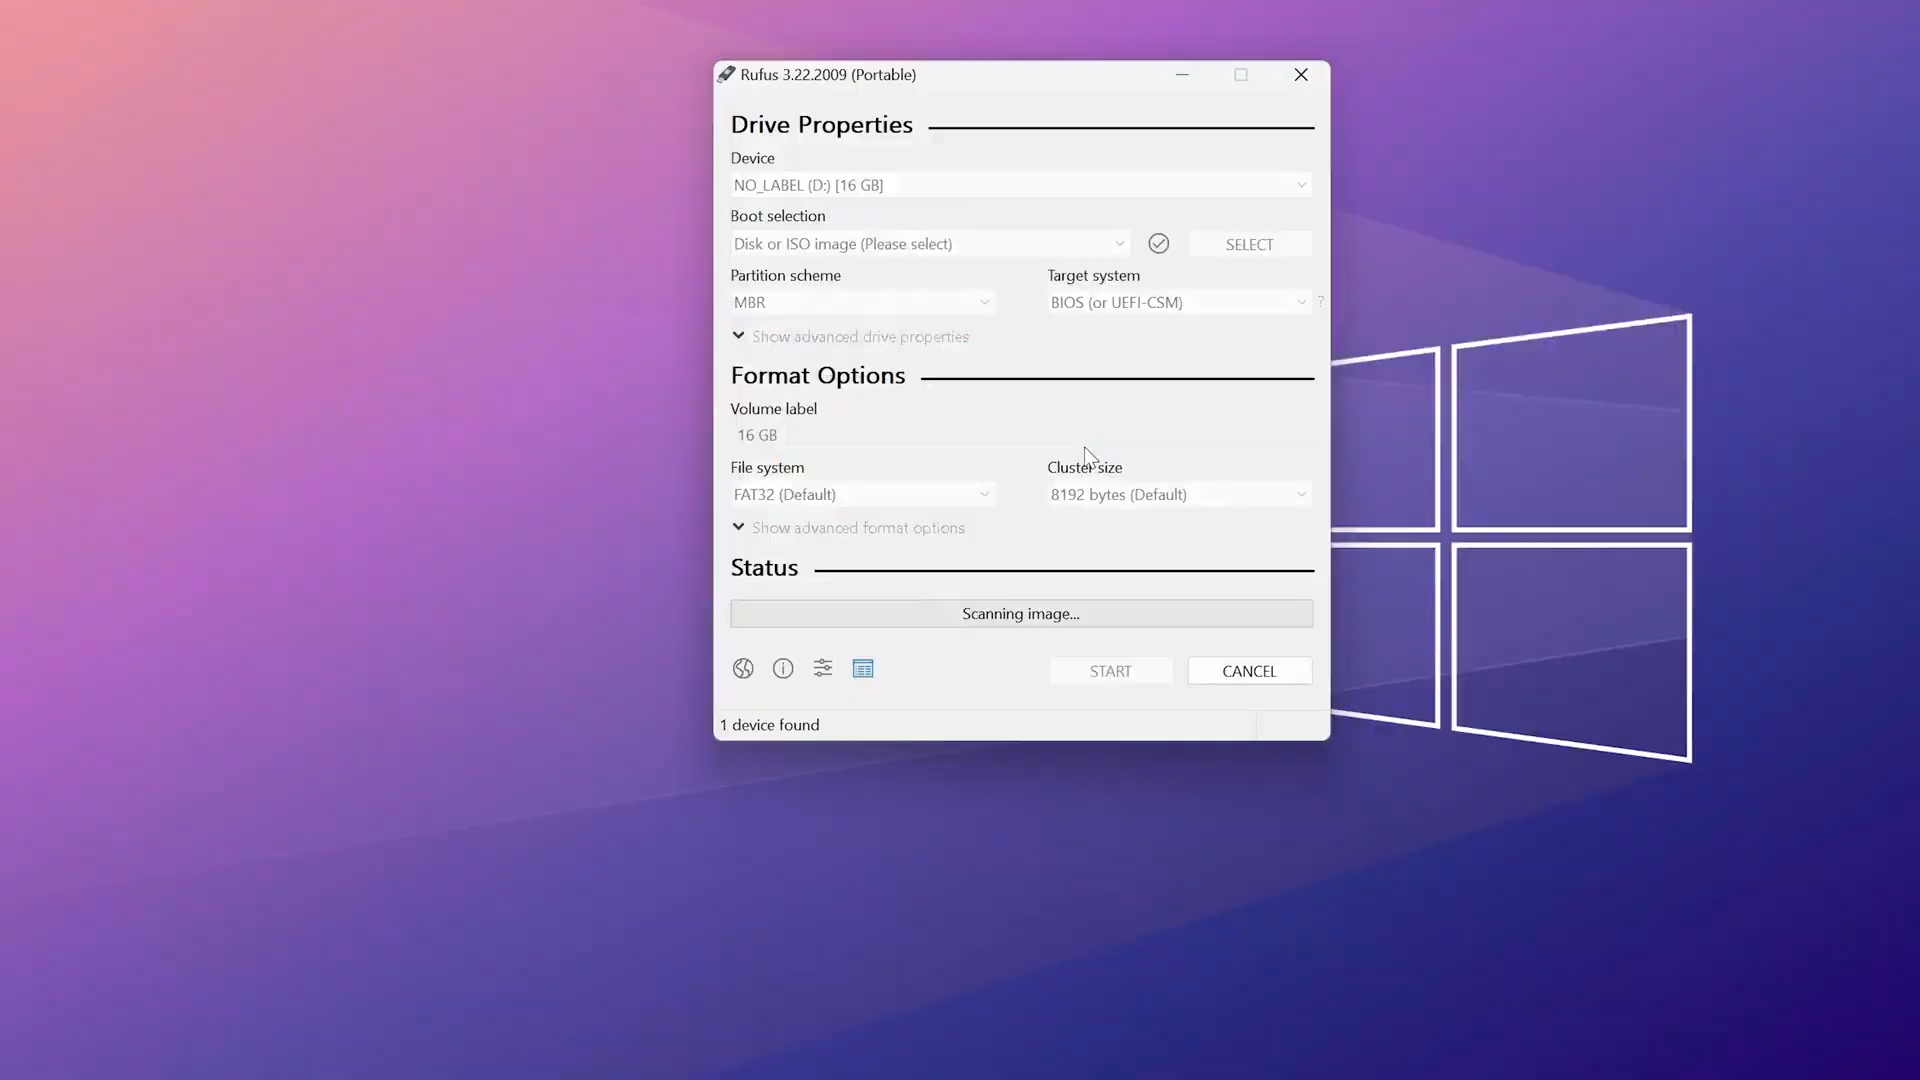 Rufus 3.22.2009 (Portable)
Drive Properties
Device
NO_LABEL (D:) [16 GB]
Boot selection
Disk or ISO image (Please select)
SELECT
Partition scheme
Target system
MBR
BIOS (or UEFI-CSM)
?
Show advanced drive properties
Format Options
Volume label
16 GB
File system
Cluster size
FAT32 (Default)
8192 bytes (Default)
Show advanced format options
Status
Scanning image...
START
CANCEL
1 device found